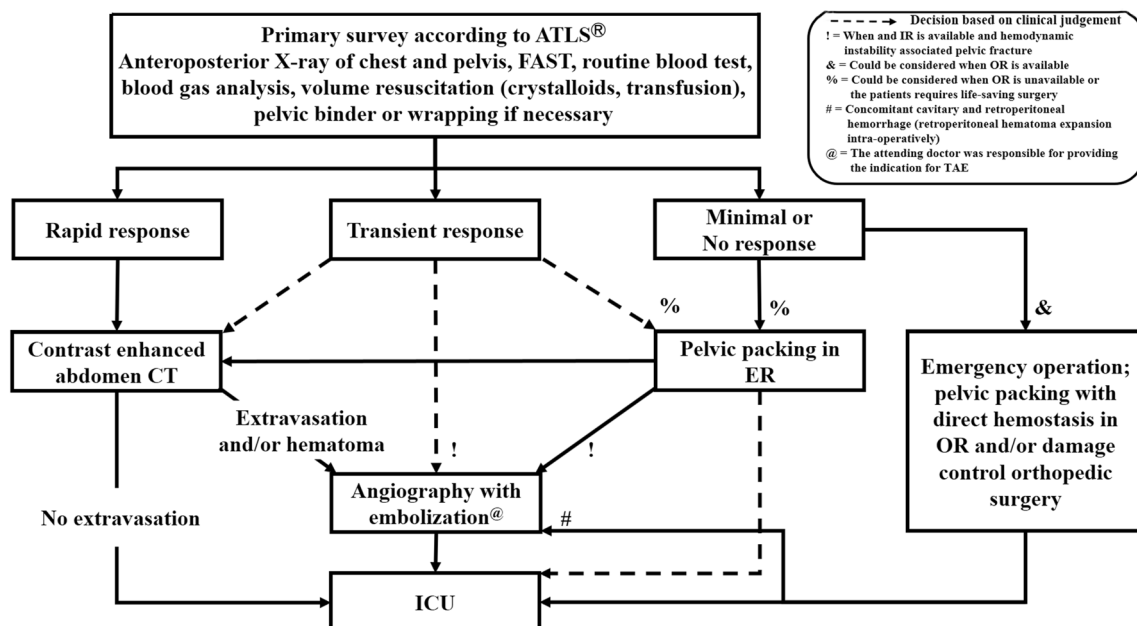 Primary survey according to ATLS®
Anteroposterior X-ray of chest and pelvis, FAST, routine blood test,
blood gas analysis, volume resuscitation (crystalloids, transfusion),
pelvic binder or wrapping if necessary
Decision based on clinical judgement
! = When and IR is available and hemodynamic
instability associated pelvic fracture
& = Could be considered when OR is available
% = Could be considered when OR is unavailable or
the patients requires life-saving surgery
# = Concomitant cavitary and retroperitoneal
hemorrhage (retroperitoneal hematoma expansion
intra-operatively)
@ = The attending doctor was responsible for providing
the indication for TAE
Rapid response
Transient response
Minimal or
No response
%
%
&
Contrast enhanced
abdomen CT
Pelvic packing in
ER
Emergency operation;
pelvic packing with
direct hemostasis in
OR and/or damage
control orthopedic
surgery
Extravasation
and/or hematoma
!
!
Angiography with
embolization@
#
No extravasation
ICU